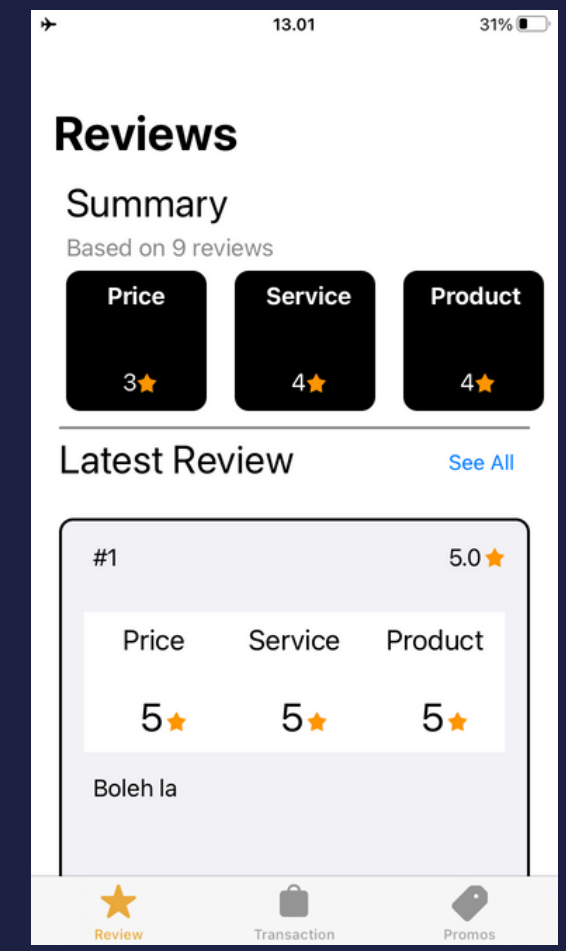 13.01 31%
Reviews
Summary
Based on 9 reviews
Price Service Product
3 4 4
Latest Review See All
#1 5.0
Price Service Product
5 5 5
Boleh la
Review Transaction Promos